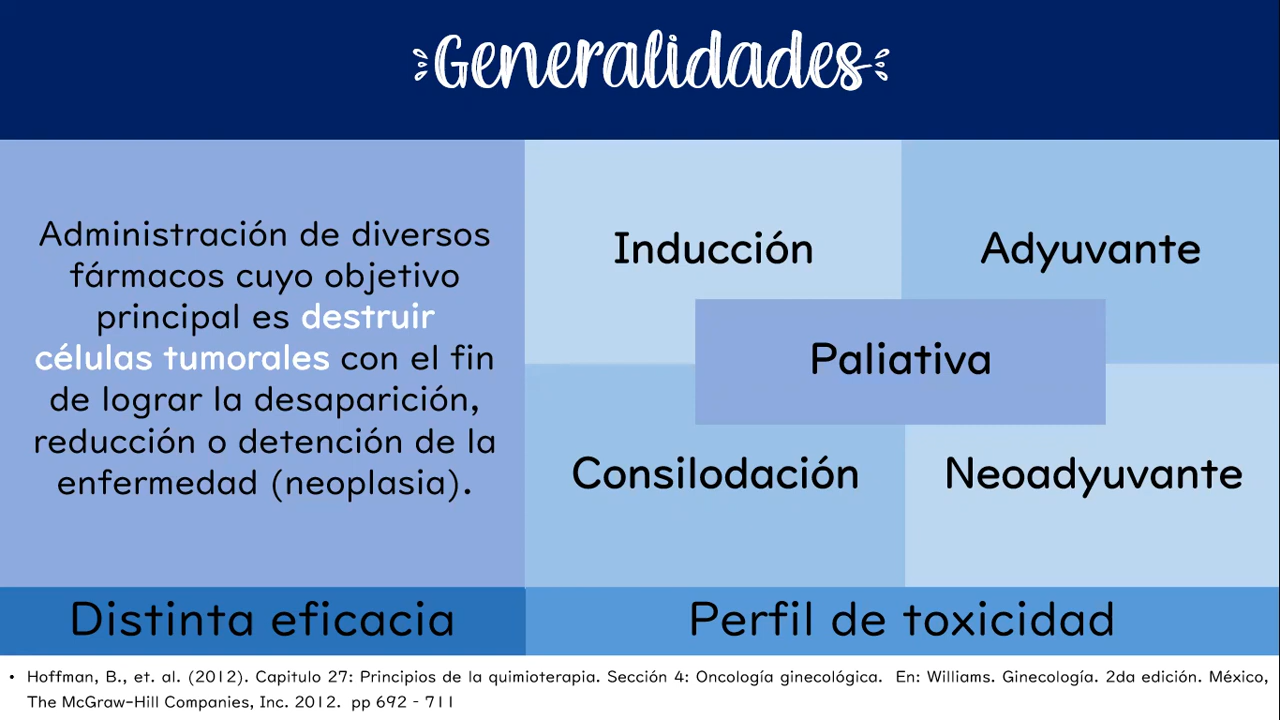 Generalidades
Administración de diversos
fármacos cuyo objetivo
principal es destruir
células tumorales con el fin
de lograr la desaparición,
reducción o detención de la
enfermedad (neoplasia).
Inducción
Adyuvante
Paliativa
Consilodación
Neoadyuvante
Distinta eficacia
Perfil de toxicidad
• Hoffman, B., et. al. (2012). Capitulo 27: Principios de la quimioterapia. Sección 4: Oncología ginecológica. En: Williams. Ginecología. 2da edición. México,
The McGraw-Hill Companies, Inc. 2012. pp 692 - 711